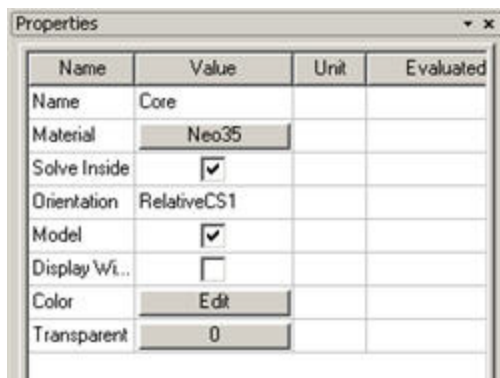 Properties
Name Value Unit Evaluated
Name Core
Material Neo35
Solve Inside
Orientation RelativeCS1
Model
Display Wi...
Color Edit
Transparent 0